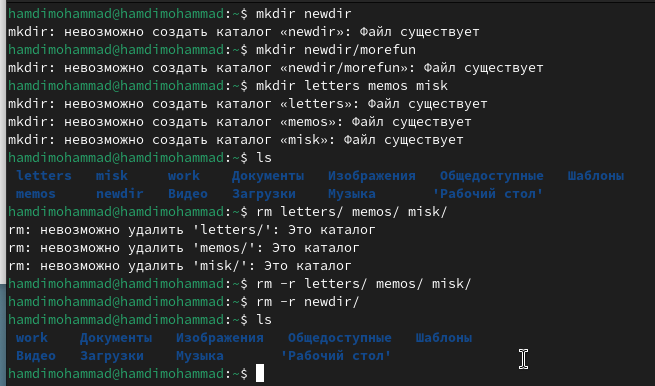 hamdimohammad@hamdimohammad:~$ mkdir newdir
mkdir: невозможно создать каталог «newdir»: Файл существует
hamdimohammad@hamdimohammad:~$ mkdir newdir/morefun
mkdir: невозможно создать каталог «newdir/morefun»: Файл существует
hamdimohammad@hamdimohammad:~$ mkdir letters memos misk
mkdir: невозможно создать каталог «letters»: Файл существует
mkdir: невозможно создать каталог «memos»: Файл существует
mkdir: невозможно создать каталог «misk»: Файл существует
hamdimohammad@hamdimohammad:~$ ls
letters misk work Документы Изображения Общедоступные Шаблоны
memos newdir Видео Загрузки Музыка 'Рабочий стол'
hamdimohammad@hamdimohammad:~$ rm letters/ memos/ misk/
rm: невозможно удалить 'letters/': Это каталог
rm: невозможно удалить 'memos/': Это каталог
rm: невозможно удалить 'misk/': Это каталог
hamdimohammad@hamdimohammad:~$ rm -r letters/ memos/ misk/
hamdimohammad@hamdimohammad:~$ rm -r newdir/
hamdimohammad@hamdimohammad:~$ ls
work Документы Изображения Общедоступные Шаблоны
Видео Загрузки Музыка 'Рабочий стол'
hamdimohammad@hamdimohammad:~$